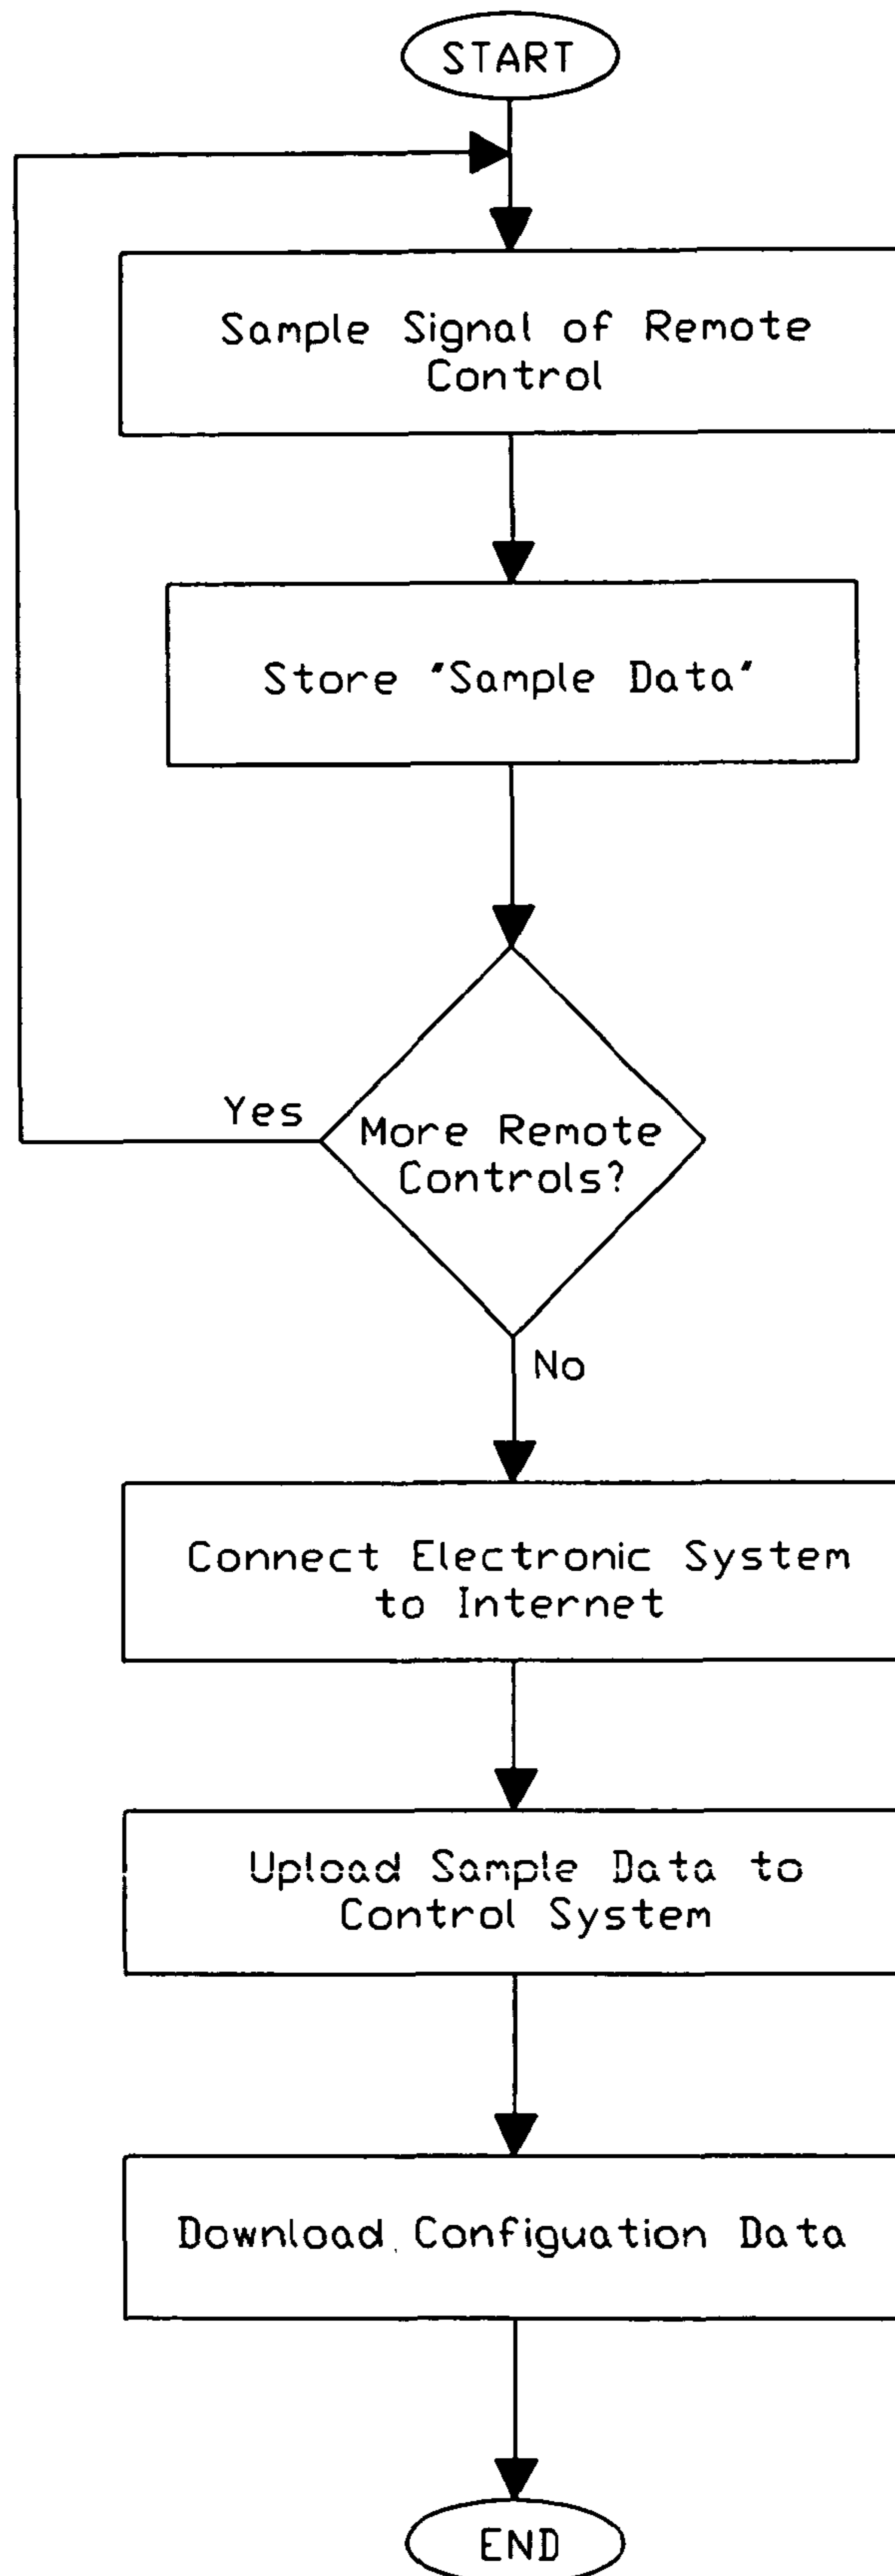 START
Sample Signal of Remote
Control
Store "Sample Data"
Yes
More Remote
Controls?
No
Connect Electronic System
to Internet
Upload Sample Data to
Control System
Download Configuation Data
END